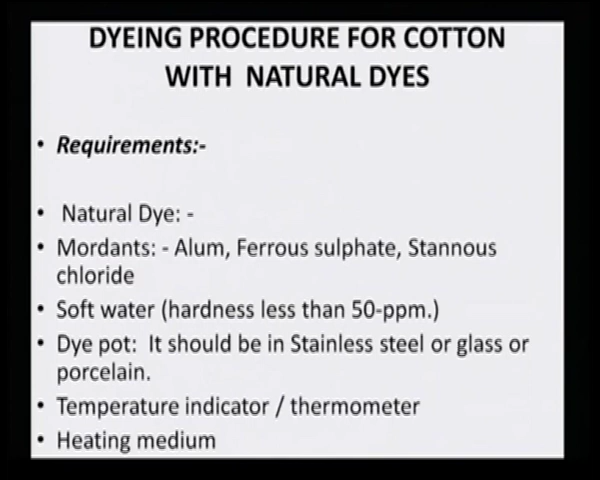 DYEING PROCEDURE FOR COTTON
WITH NATURAL DYES
• Requirements:-
• Natural Dye: -
• Mordants: - Alum, Ferrous sulphate, Stannous
chloride
• Soft water (hardness less than 50-ppm.)
• Dye pot: It should be in Stainless steel or glass or
porcelain.
• Temperature indicator / thermometer
• Heating medium